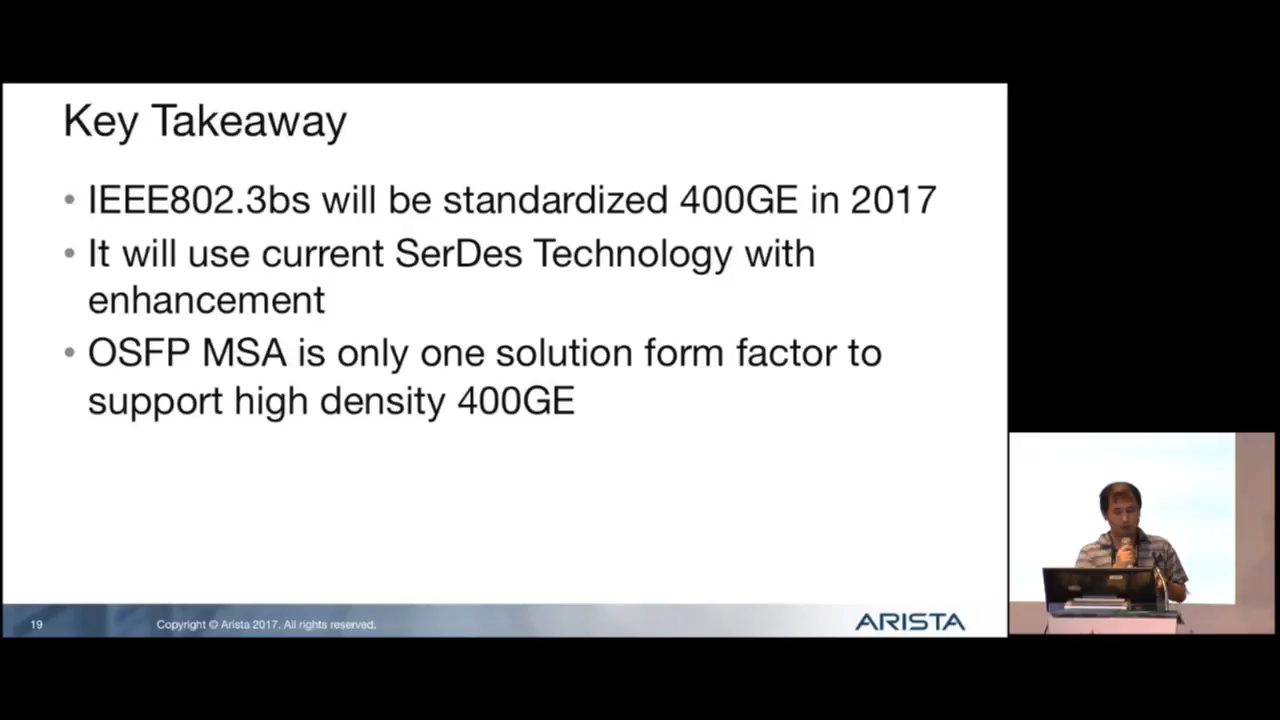 Key Takeaway
• IEEE802.3bs will be standardized 400GE in 2017
• It will use current SerDes Technology with
enhancement
• OSFP MSA is only one solution form factor to
support high density 400GE
19
Copyright © Arista 2017. All rights reserved.
ARISTA